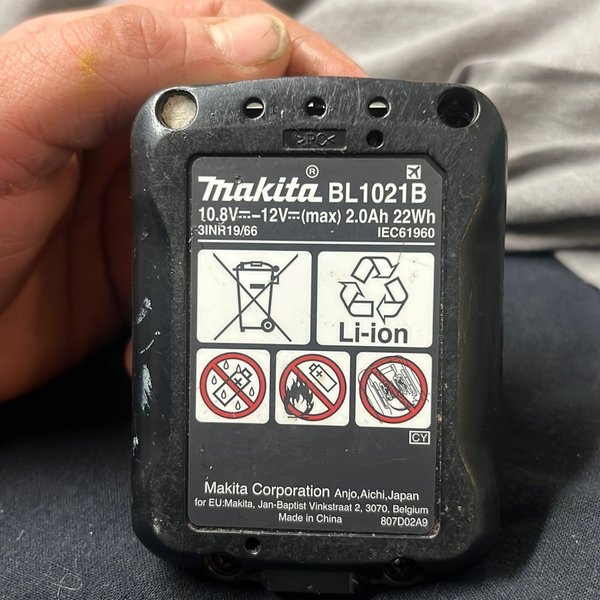 >PC<
makita® BL1021B
10.8V⎓-12V⎓(max) 2.0Ah 22Wh
3INR19/66 IEC61960
Li-ion
CY
Makita Corporation Anjo,Aichi,Japan
for EU:Makita, Jan-Baptist Vinkstraat 2, 3070, Belgium
Made in China 807D02A9